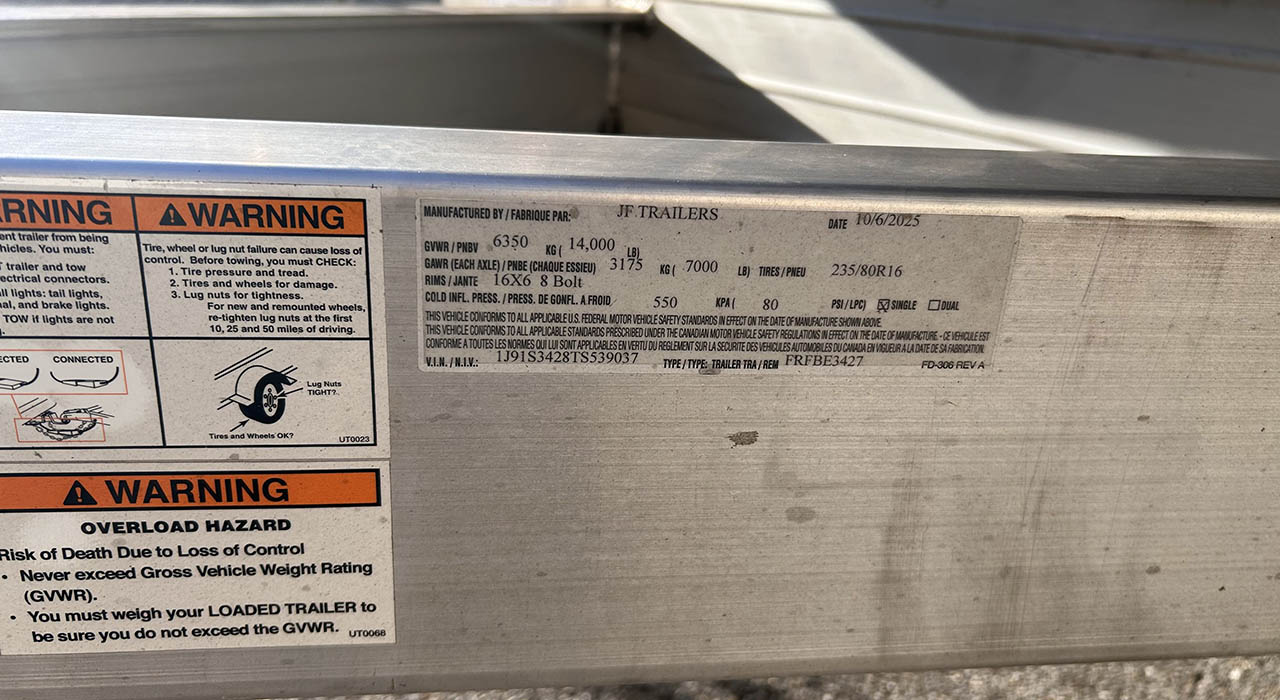 RNING
ent trailer from being
hicles. You must:
trailer and tow
ectrical connectors.
ll lights: tail lights,
al, and brake lights.
TOW if lights are not
ECTED
CONNECTED
WARNING
Tire, wheel or lug nut failure can cause loss of
control. Before towing, you must CHECK:
1. Tire pressure and tread.
2. Tires and wheels for damage.
3. Lug nuts for tightness.
For new and remounted wheels,
re-tighten lug nuts at the first
10, 25 and 50 miles of driving.
Lug Nuts
TIGHT?
Tires and Wheels OK?
UT0023
WARNING
OVERLOAD HAZARD
Risk of Death Due to Loss of Control
• Never exceed Gross Vehicle Weight Rating
(GVWR).
• You must weigh your LOADED TRAILER to
be sure you do not exceed the GVWR. UT0068
MANUFACTURED BY / FABRIQUE PAR: JF TRAILERS DATE 10/6/2025
GVWR / PNBV 6350 KG ( 14,000 LB)
GAWR (EACH AXLE) / PNBE (CHAQUE ESSIEU) 3175 KG ( 7000 LB) TIRES / PNEU 235/80R16
RIMS / JANTE 16X6 8 Bolt
COLD INFL. PRESS. / PRESS. DE GONFL. A FROID/ 550 KPA ( 80 PSI / LPC) ☒ SINGLE ☐ DUAL
THIS VEHICLE CONFORMS TO ALL APPLICABLE U.S. FEDERAL MOTOR VEHICLE SAFETY STANDARDS IN EFFECT ON THE DATE OF MANUFACTURE SHOWN ABOVE.
THIS VEHICLE CONFORMS TO ALL APPLICABLE STANDARDS PRESCRIBED UNDER THE CANADIAN MOTOR VEHICLE SAFETY REGULATIONS IN EFFECT ON THE DATE OF MANUFACTURE. - CE VEHICULE EST
CONFORME A TOUTES LES NORMES QUI LUI SONT APPLICABLES EN VERTU DU REGLEMENT SUR LA SECURITE DES VEHICULES AUTOMOBILES DU CANADA EN VIGUEUR A LA DATE DE SA FABRICATION.
V.I.N. / N.I.V.: 1J91S3428TS539037 TYPE / TYPE: TRAILER TRA / REM FRFBE3427 FD-306 REV A